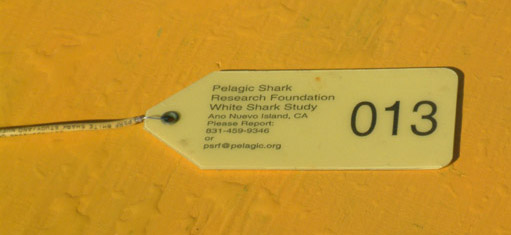 Pelagic Shark
Research Foundation
White Shark Study
Ano Nuevo Island, CA
Please Report:
831-459-9346
or
psrf@pelagic.org
013